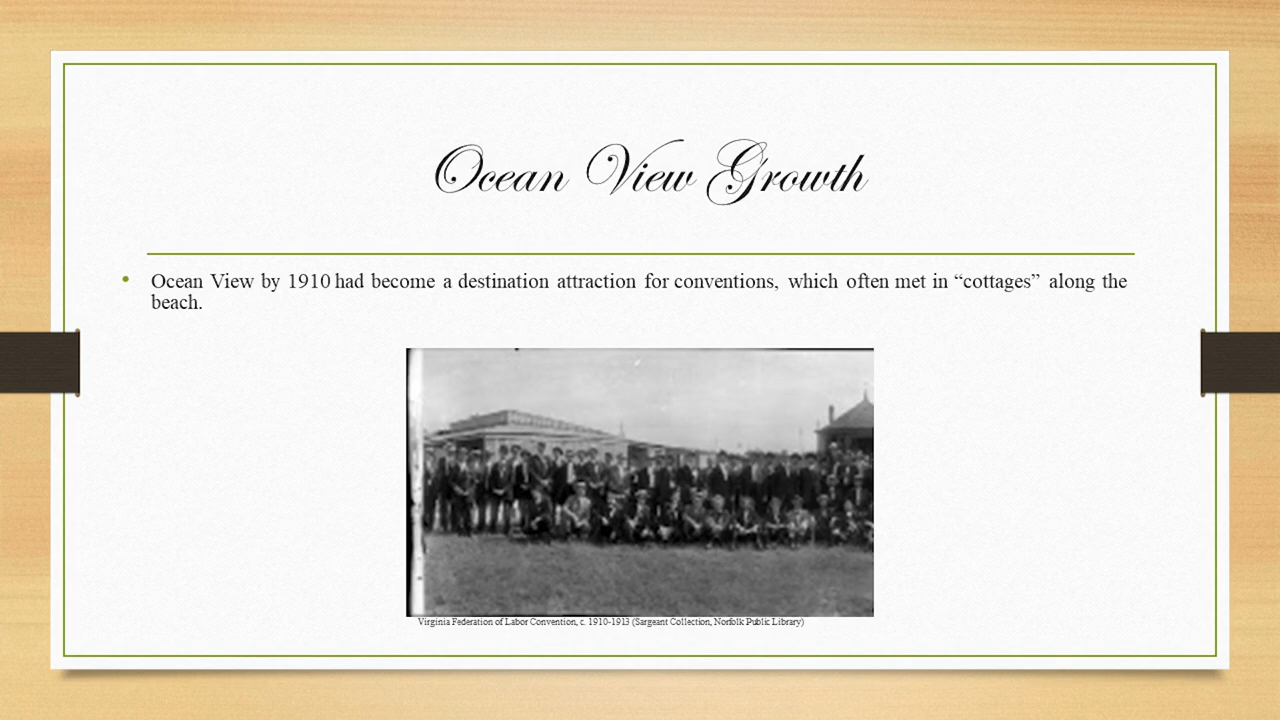 Ocean View Growth
• Ocean View by 1910 had become a destination attraction for conventions, which often met in “cottages” along the
beach.
Virginia Federation of Labor Convention, c. 1910-1913 (Sargeant Collection, Norfolk Public Library)